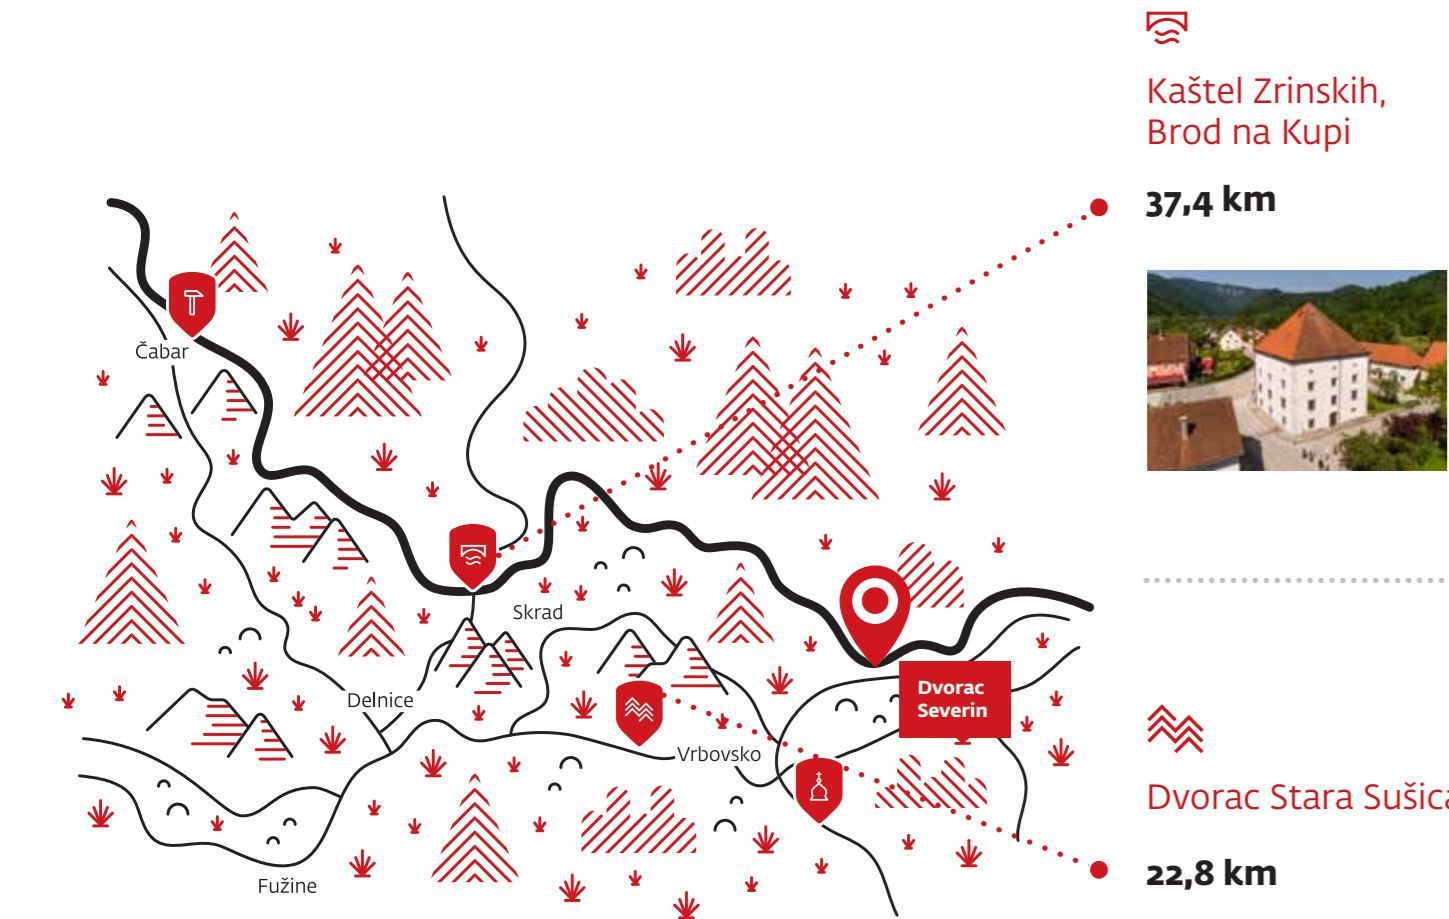 Kaštel Zrinskih,
Brod na Kupi
37,4 km
Čabar
Skrad
Delnice
Dvorac
Severin
Vrbovsko
Dvorac Stara Sušica
22,8 km
Fužine